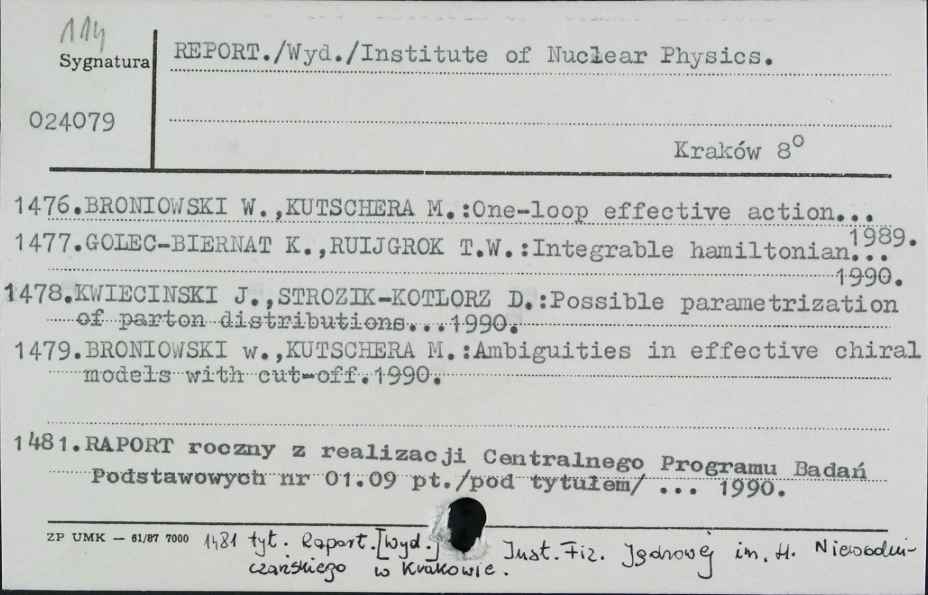 114
Sygnatura
REPORT./Wyd./Institute of Nuclear Physics.
024079
Kraków 8°
1476.BRONIOWSKI W.,KUTSCHERA M.:One-loop effective action...
1989.
1477.GOLEC-BIERNAT K.,RUIJGROK T.W.:Integrable hamiltonian...
1990.
1478.KWIECINSKI J.,STROZIK-KOTLORZ D.:Possible parametrization
of parton distributions...1990.
1479.BRONIOWSKI w.,KUTSCHERA M.:Ambiguities in effective chiral
models with cut-off.1990.
1481.RAPORT roczny z realizacji Centralnego Programu Badań
Podstawowych nr 01.09 pt./pod tytułem/ ... 1990.
ZP UMK — 61/87 7000
1481 tyt. Raport.[Wyd.] Inst. Fiz. Jądrowej im. H. Niewodni-
czańskiego w Krakowie.